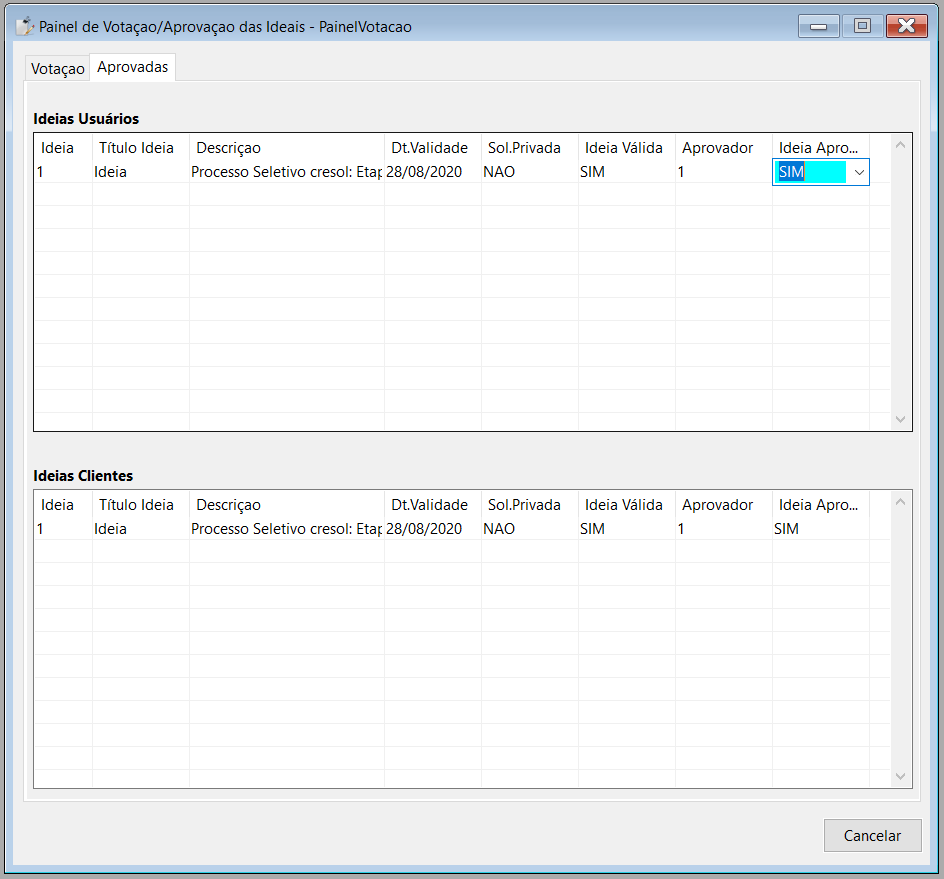 Painel de Votaçao/Aprovaçao das Ideais - PainelVotacao
Votaçao Aprovadas
Ideias Usuários
Ideia Título Ideia Descriçao Dt.Validade Sol.Privada Ideia Válida Aprovador Ideia Apro...
1 Ideia Processo Seletivo cresol: Etap 28/08/2020 NAO SIM 1 SIM
Ideias Clientes
Ideia Título Ideia Descriçao Dt.Validade Sol.Privada Ideia Válida Aprovador Ideia Apro...
1 Ideia Processo Seletivo cresol: Etap 28/08/2020 NAO SIM 1 SIM
Cancelar